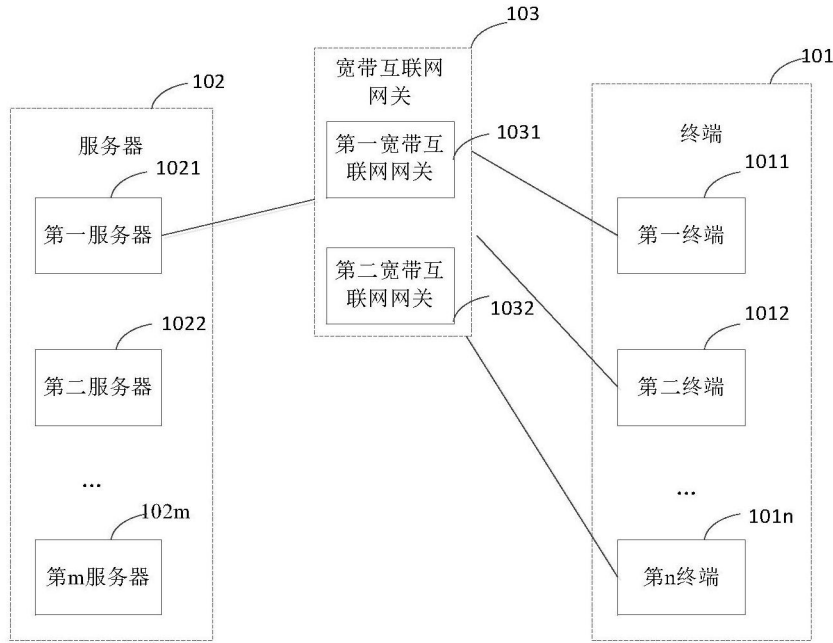 103
宽带互联网
网关
第一宽带互
联网网关
1031
第二宽带互
联网网关
1032
102
服务器
1021
第一服务器
1022
第二服务器
...
102m
第m服务器
101
终端
1011
第一终端
1012
第二终端
...
101n
第n终端